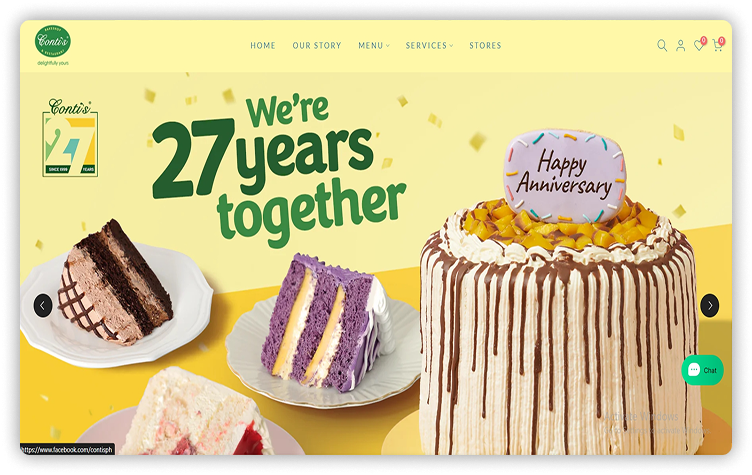 Conti's
delightfully yours
HOME OUR STORY MENU SERVICES STORES
0 0
Conti's
27
SINCE 1997 YEARS
We're
27 years
together
Happy
Anniversary
Chat
https://www.facebook.com/contisph